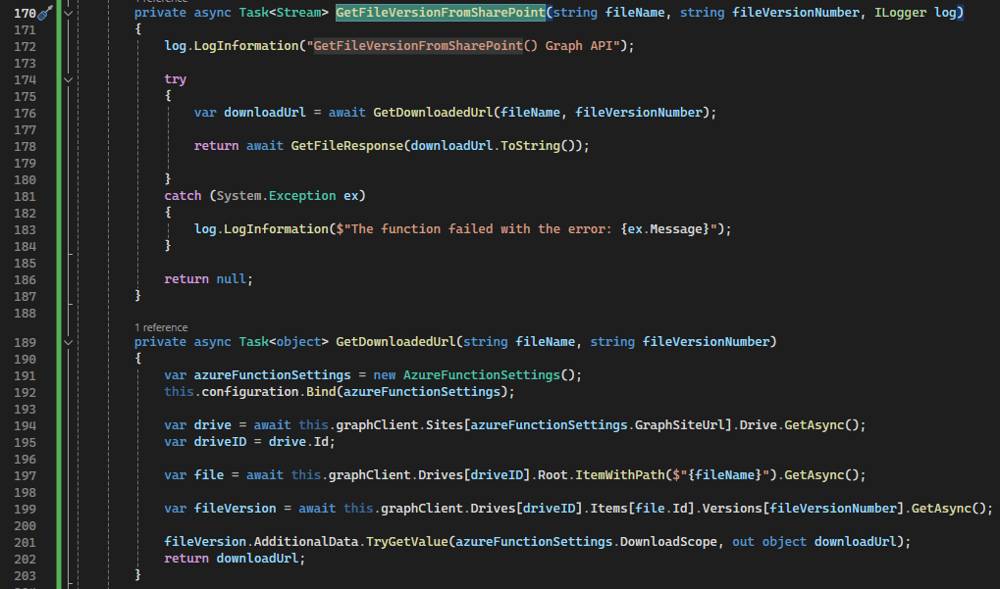 170 private async Task<Stream> GetFileVersionFromSharePoint(string fileName, string fileVersionNumber, ILogger log)
171 {
172 log.LogInformation("GetFileVersionFromSharePoint() Graph API");
173
174 try
175 {
176 var downloadUrl = await GetDownloadedUrl(fileName, fileVersionNumber);
177
178 return await GetFileResponse(downloadUrl.ToString());
179
180 }
181 catch (System.Exception ex)
182 {
183 log.LogInformation($"The function failed with the error: {ex.Message}");
184 }
185
186 return null;
187 }
188
1 reference
189 private async Task<object> GetDownloadedUrl(string fileName, string fileVersionNumber)
190 {
191 var azureFunctionSettings = new AzureFunctionSettings();
192 this.configuration.Bind(azureFunctionSettings);
193
194 var drive = await this.graphClient.Sites[azureFunctionSettings.GraphSiteUrl].Drive.GetAsync();
195 var driveID = drive.Id;
196
197 var file = await this.graphClient.Drives[driveID].Root.ItemWithPath($"{fileName}").GetAsync();
198
199 var fileVersion = await this.graphClient.Drives[driveID].Items[file.Id].Versions[fileVersionNumber].GetAsync();
200
201 fileVersion.AdditionalData.TryGetValue(azureFunctionSettings.DownloadScope, out object downloadUrl);
202 return downloadUrl;
203 }